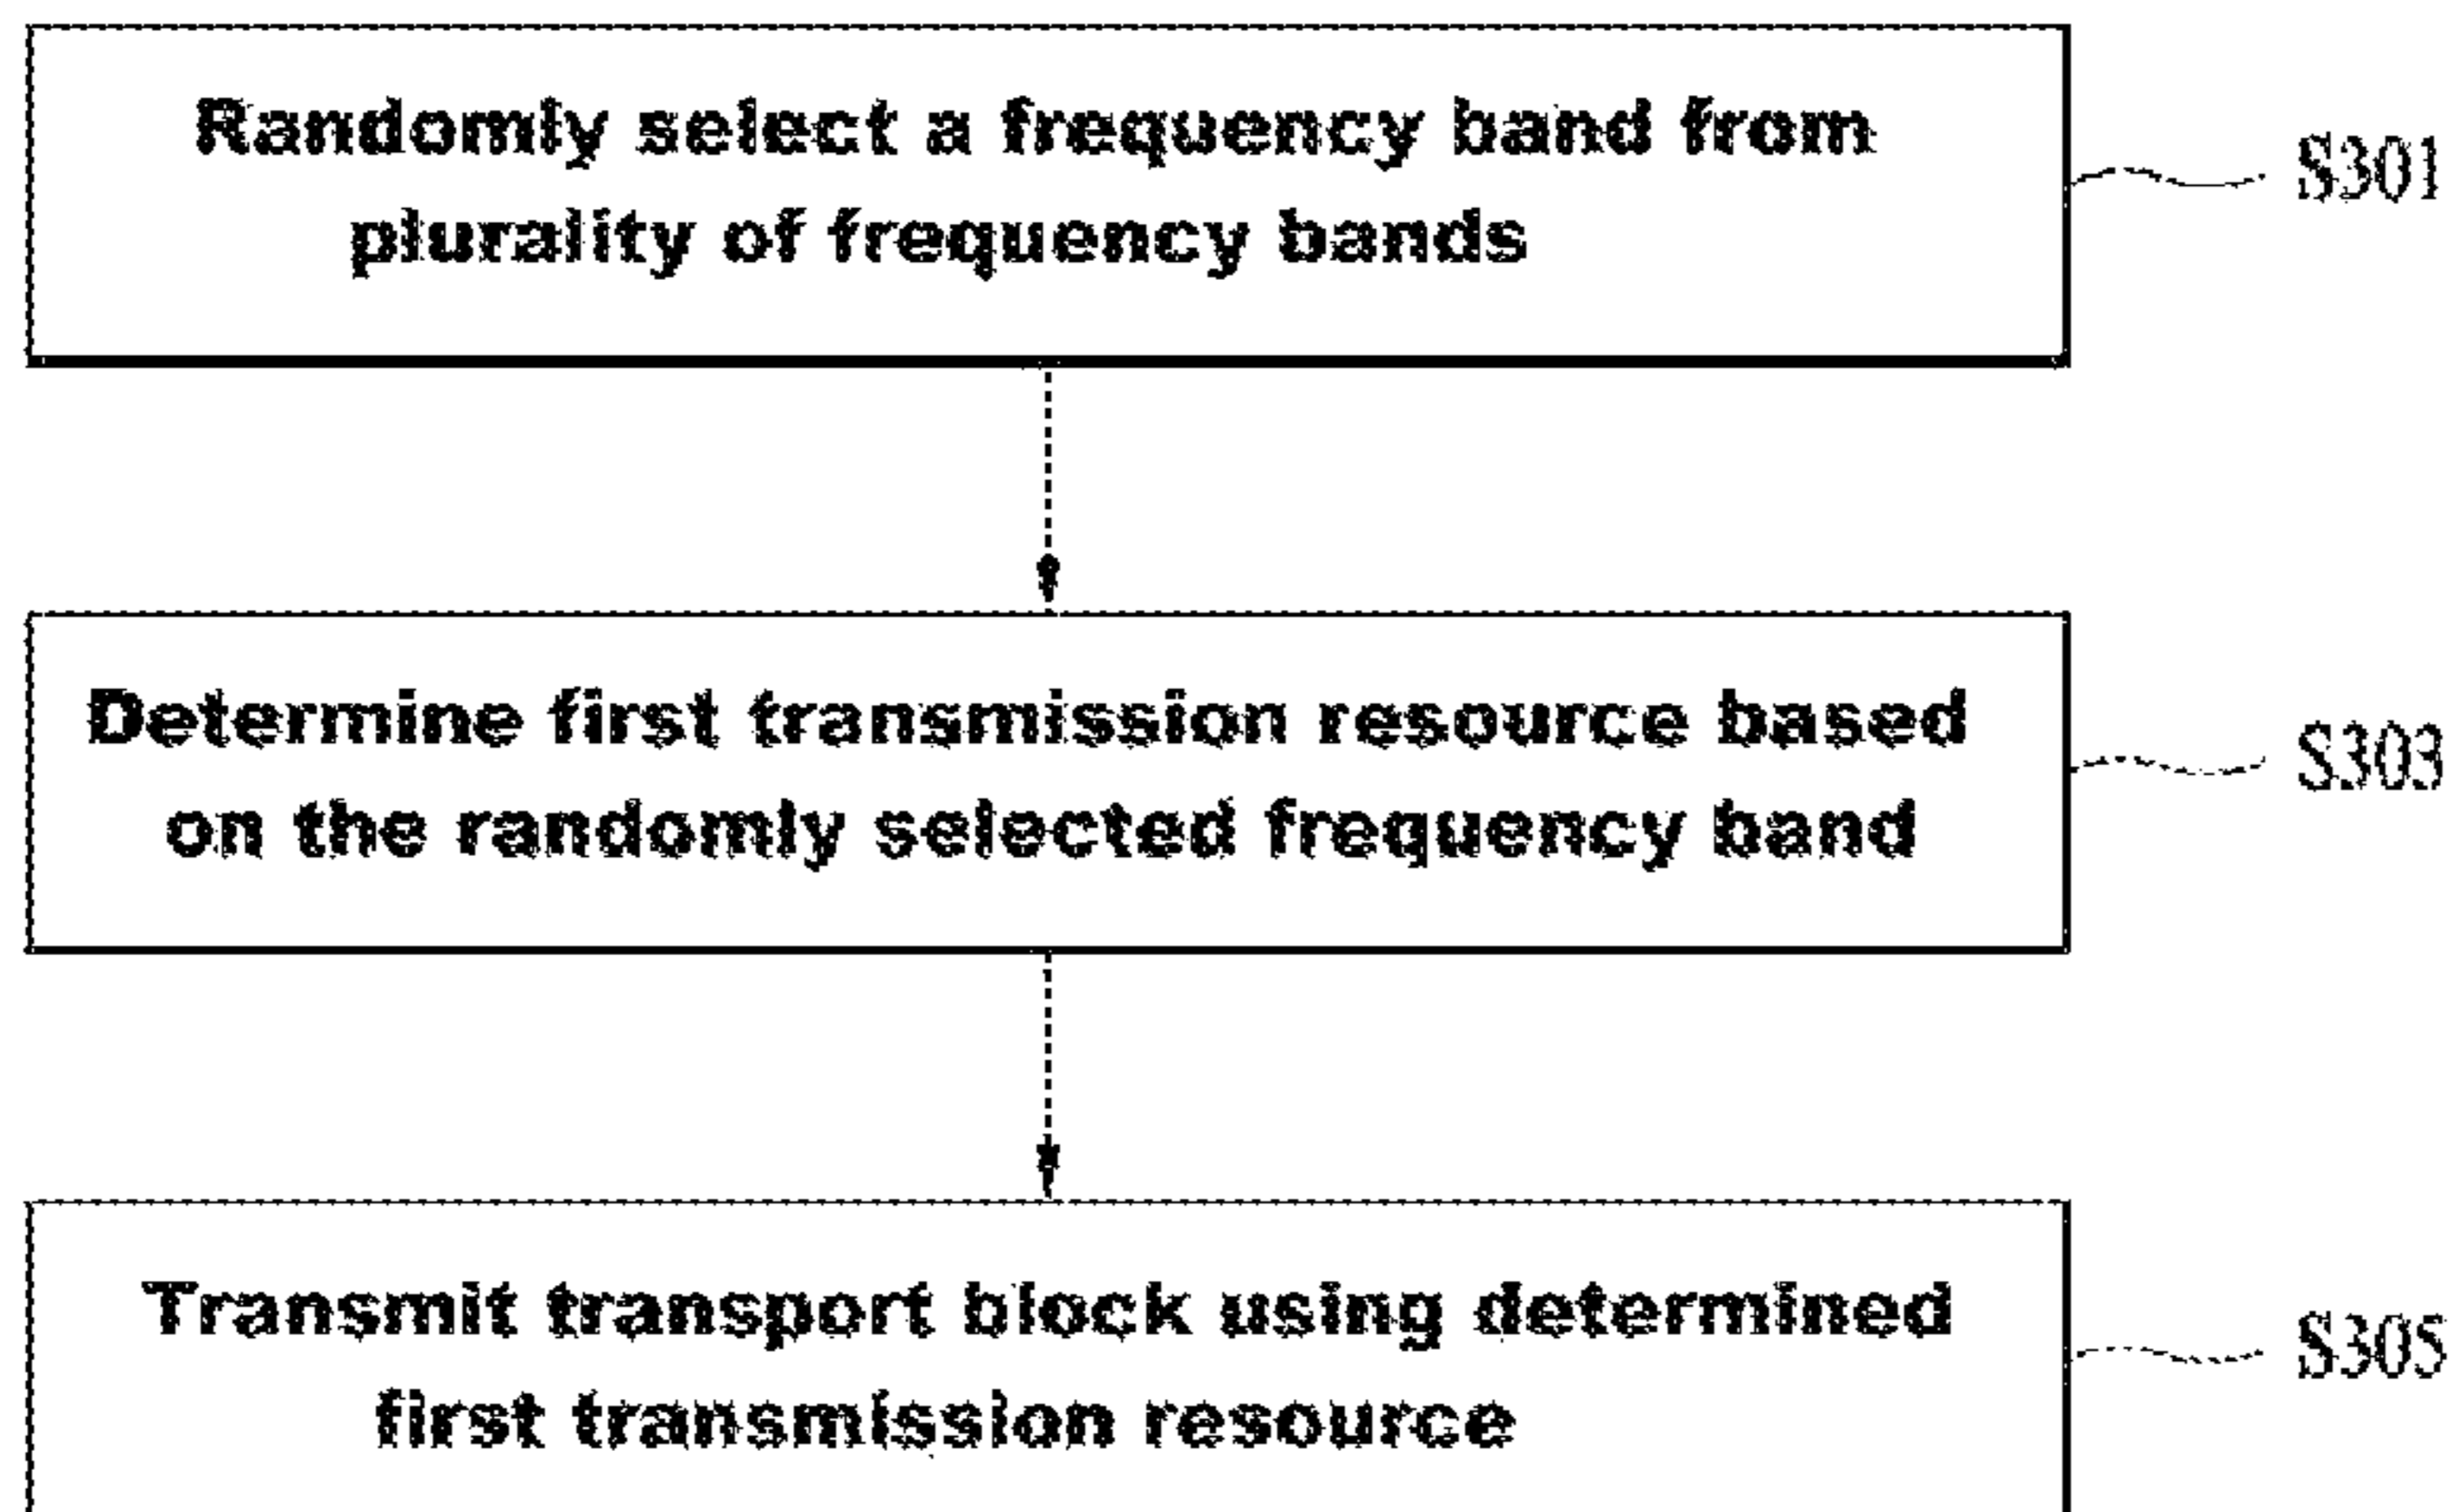 Randomly select a frequency band from
plurality of frequency bands
S301
Determine first transmission resource based
on the randomly selected frequency band
S303
Transmit transport block using determined
first transmission resource
S305